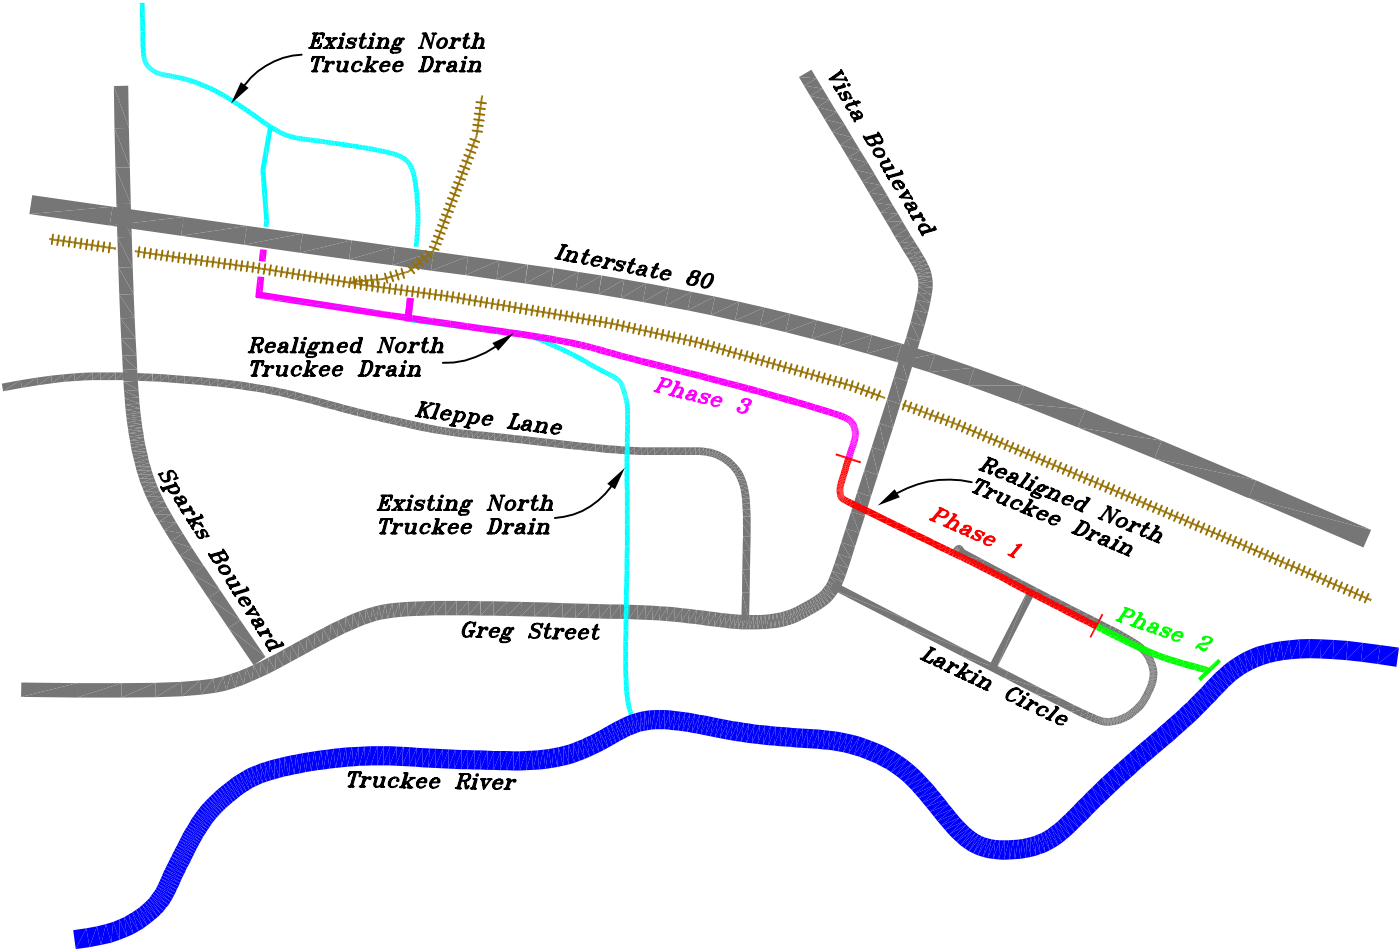 Existing North
Truckee Drain
Vista Boulevard
Interstate 80
Realigned North
Truckee Drain
Phase 3
Kleppe Lane
Sparks Boulevard
Existing North
Truckee Drain
Realigned North
Truckee Drain
Phase 1
Phase 2
Greg Street
Larkin Circle
Truckee River